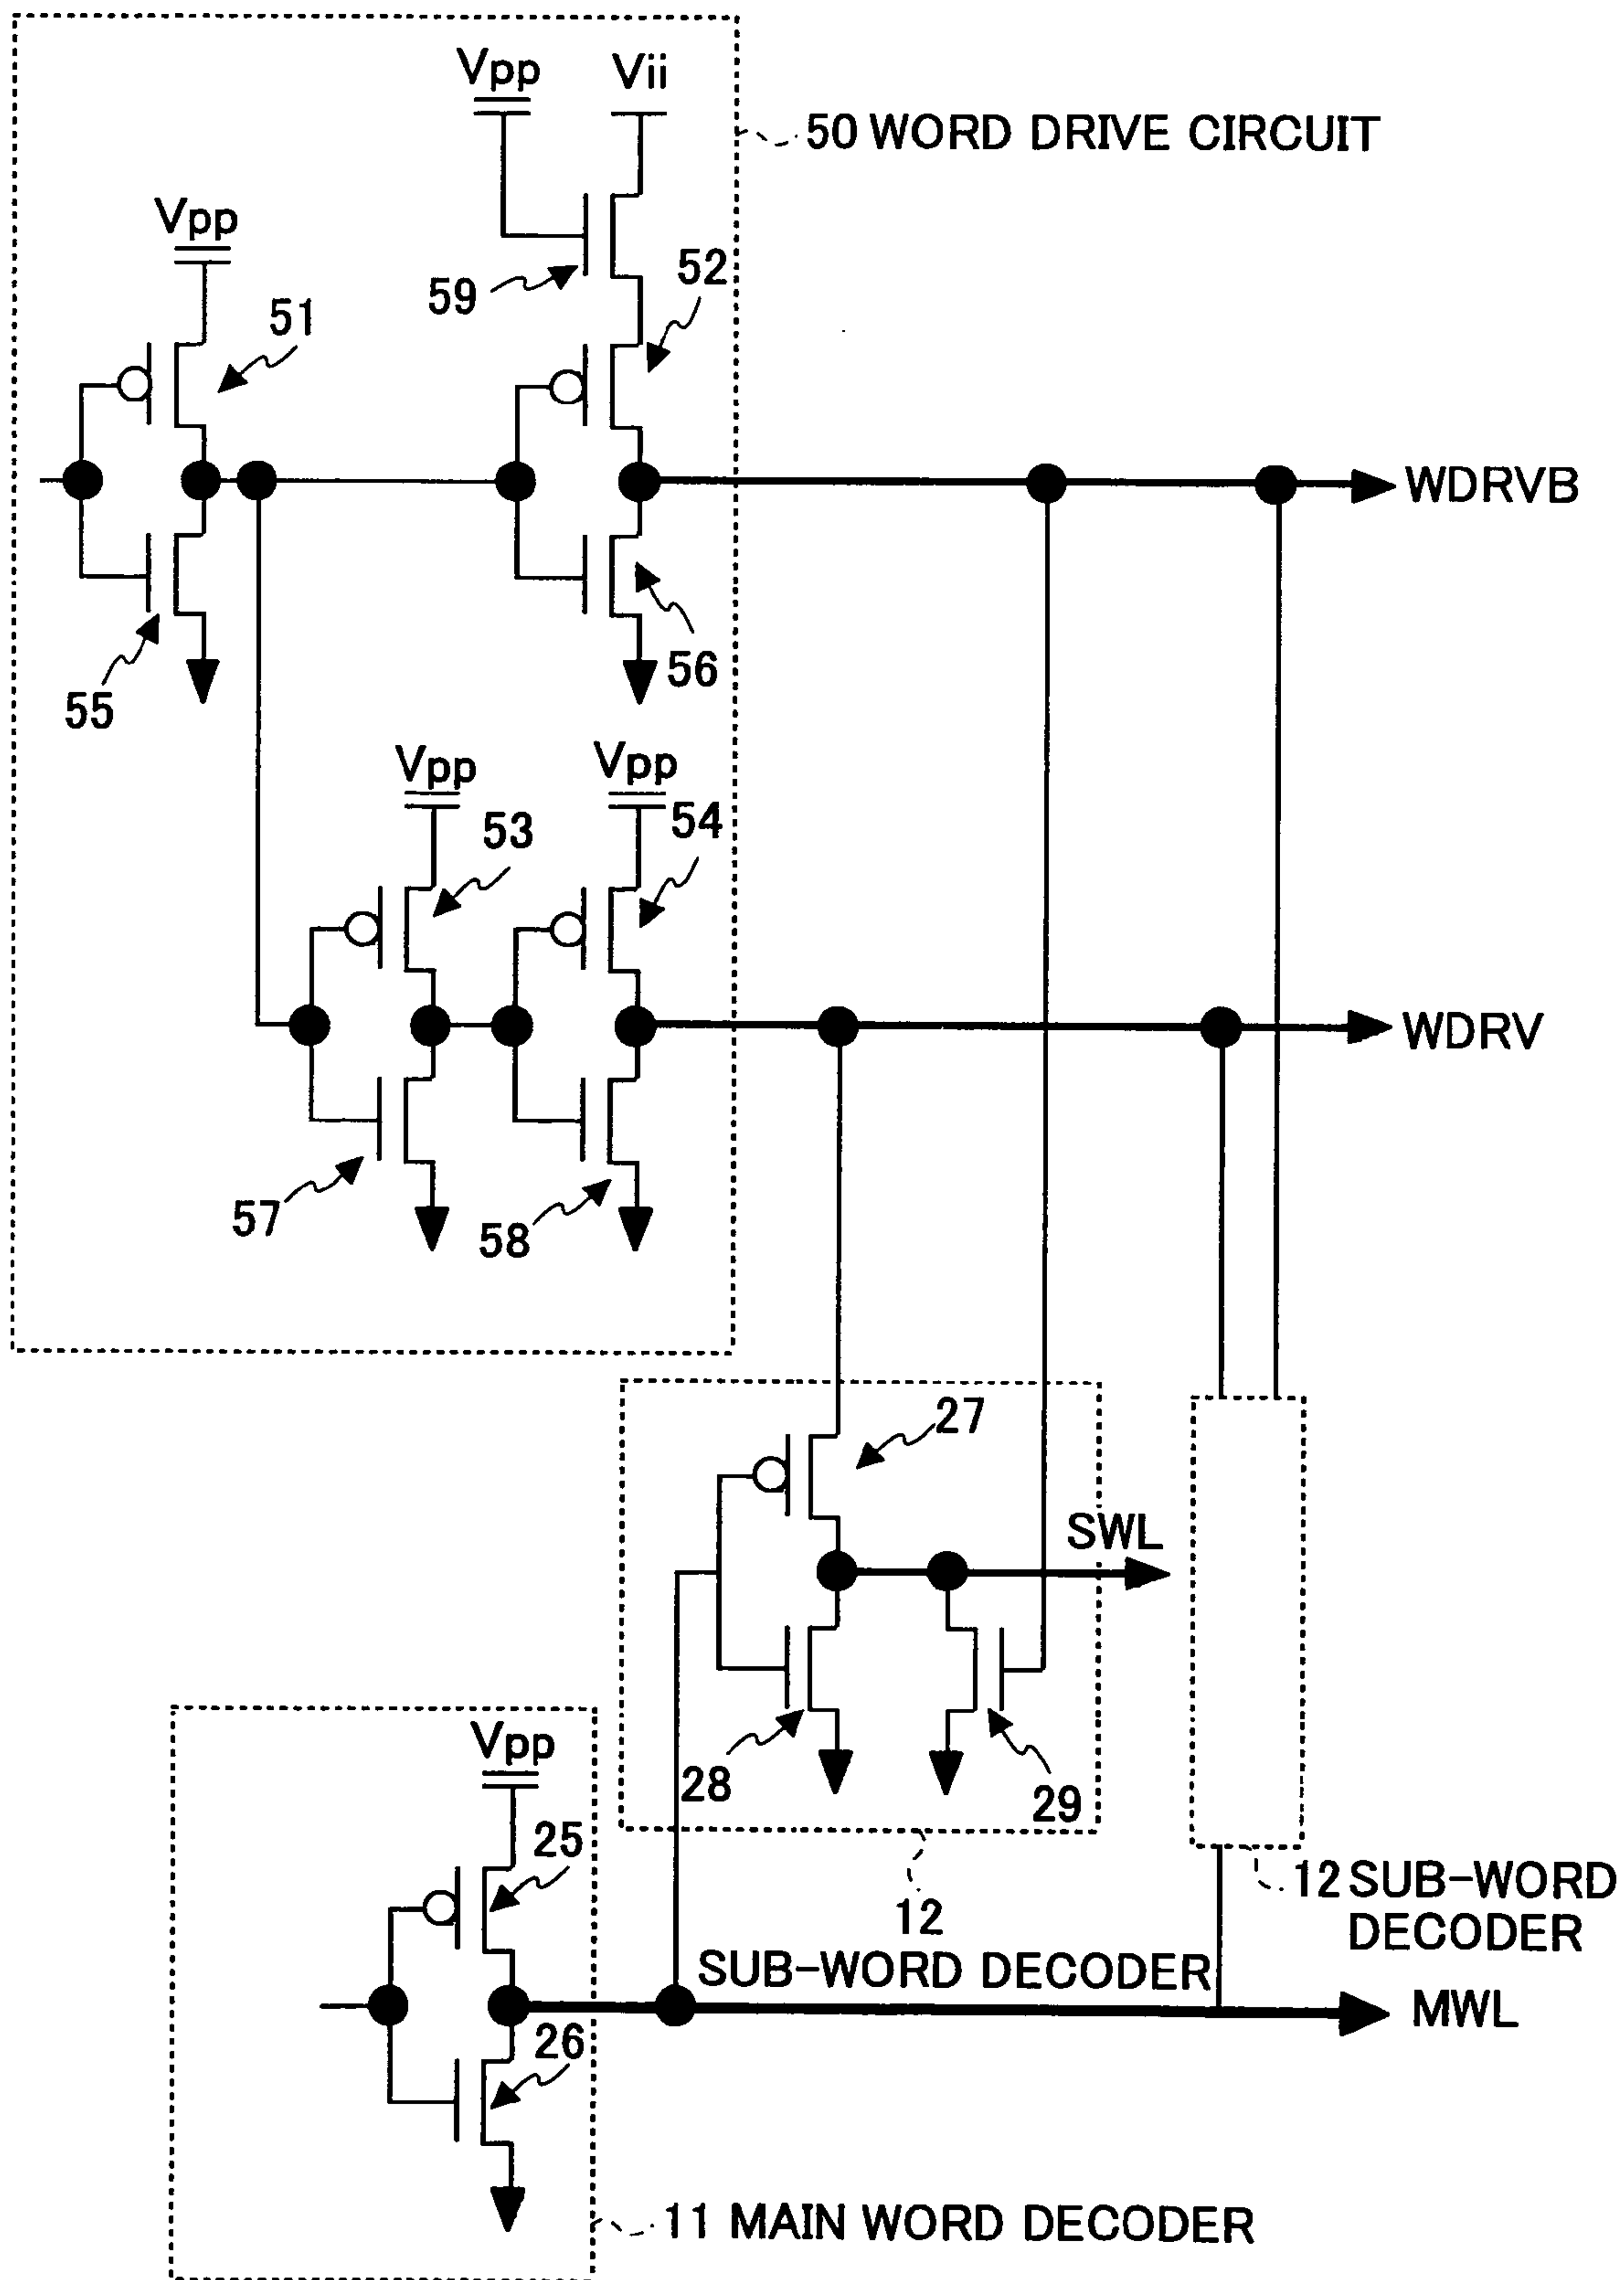 Vpp
Vii
50 WORD DRIVE CIRCUIT
Vpp
59
52
51
WDRVB
55
56
Vpp
Vpp
53
54
WDRV
57
58
27
SWL
28
29
Vpp
25
12
SUB-WORD DECODER
12 SUB-WORD
DECODER
MWL
26
11 MAIN WORD DECODER